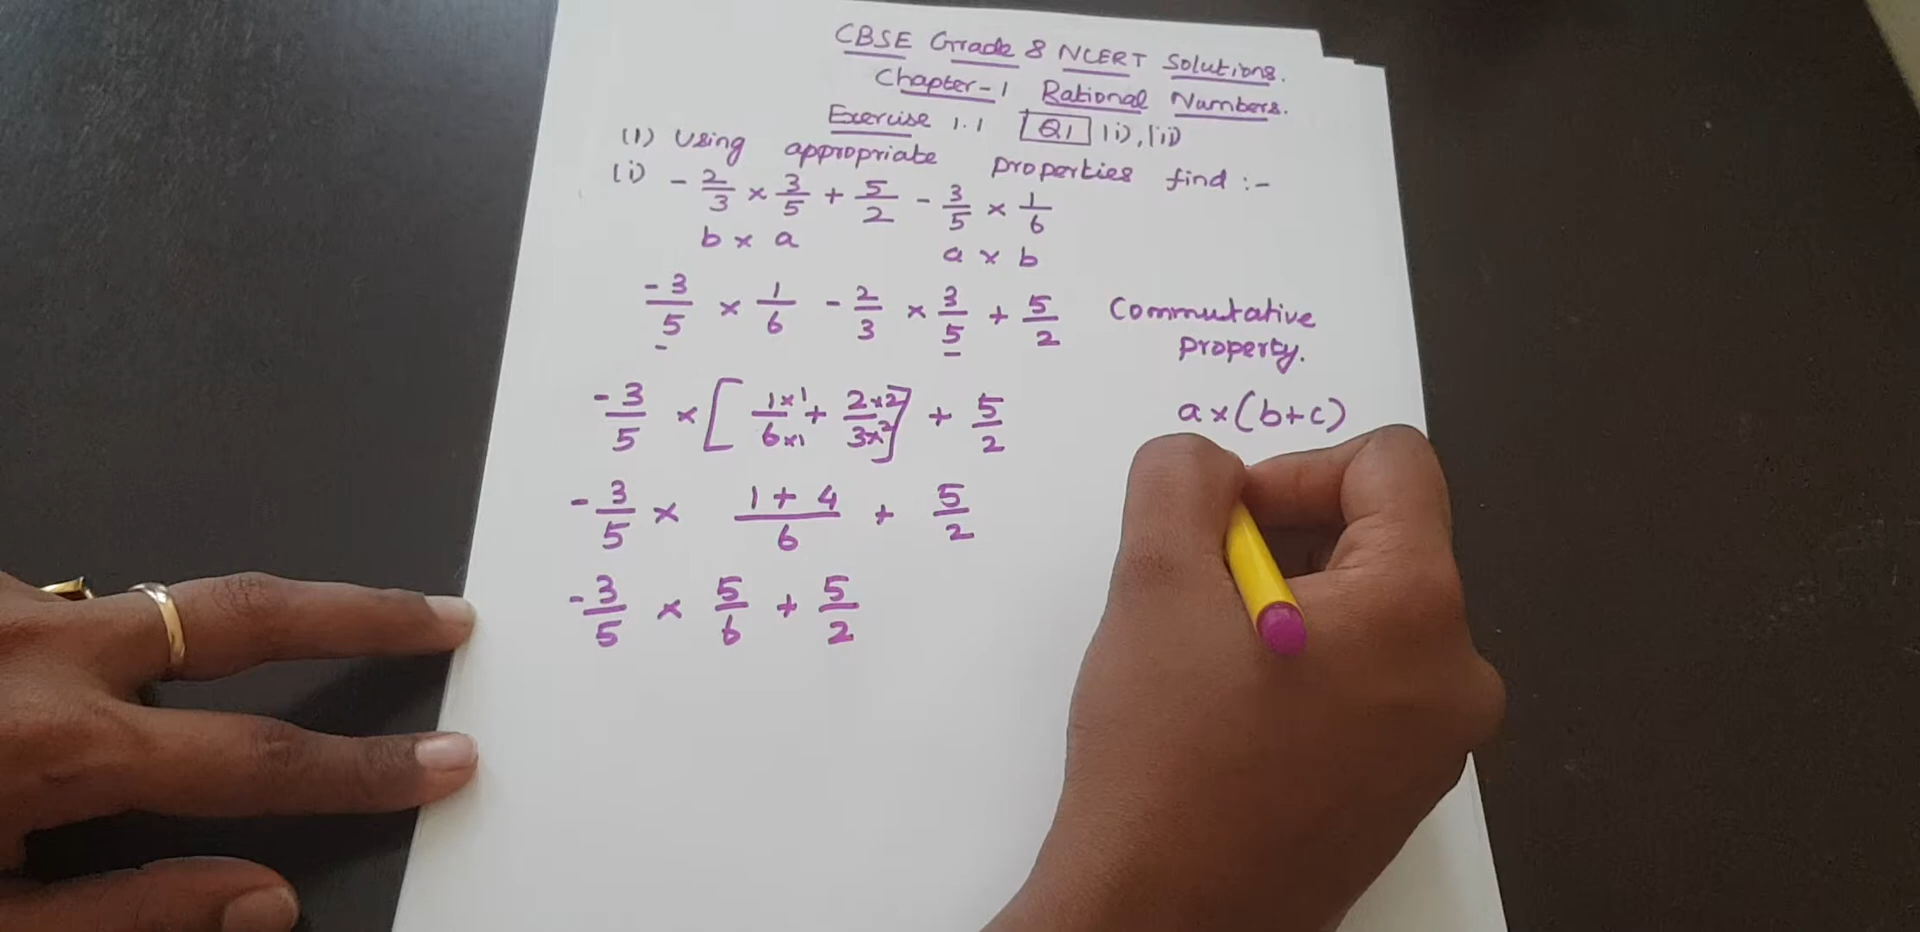 CBSE Grade 8 NCERT Solutions.
Chapter-1 Rational Numbers.
Exercise 1.1 Q1 (i), (ii)
(1) Using appropriate properties find :-
(i) - 2/3 × 3/5 + 5/2 - 3/5 × 1/6
b × a a × b
-3/5 × 1/6 - 2/3 × 3/5 + 5/2 Commutative
property.
-3/5 × [ 1×1/6×1 + 2×2/3×2 ] + 5/2 a×(b+c)
-3/5 × 1+4/6 + 5/2
-3/5 × 5/6 + 5/2